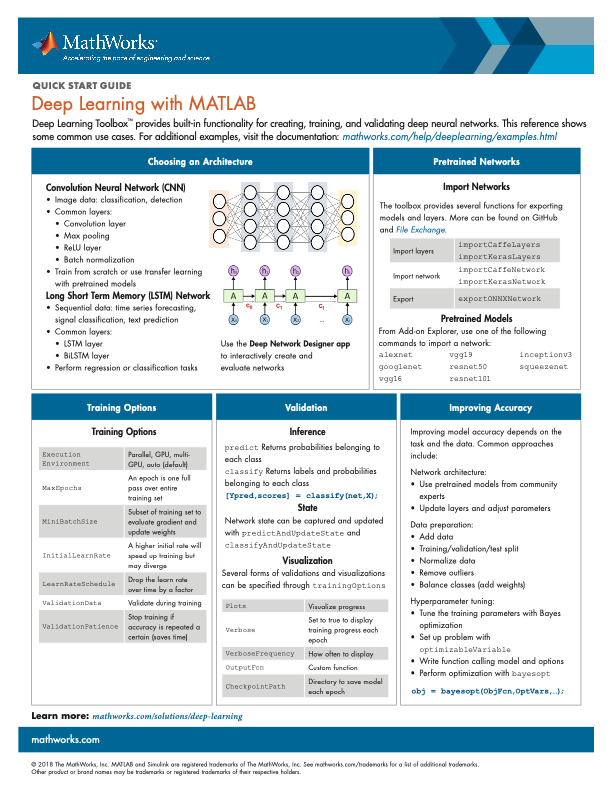 MathWorks®
Accelerating the pace of engineering and science
QUICK START GUIDE
Deep Learning with MATLAB
Deep Learning Toolbox™ provides built-in functionality for creating, training, and validating deep neural networks. This reference shows
some common use cases. For additional examples, visit the documentation: mathworks.com/help/deeplearning/examples.html
Choosing an Architecture
Convolution Neural Network (CNN)
• Image data: classification, detection
• Common layers:
• Convolution layer
• Max pooling
• ReLU layer
• Batch normalization
• Train from scratch or use transfer learning
with pretrained models
Long Short Term Memory (LSTM) Network
• Sequential data: time series forecasting,
signal classification, text prediction
• Common layers:
• LSTM layer
• BiLSTM layer
• Perform regression or classification tasks
A A A A
...
Use the Deep Network Designer app
to interactively create and
evaluate networks
Pretrained Networks
Import Networks
The toolbox provides several functions for exporting
models and layers. More can be found on GitHub
and File Exchange.
Import layers importCaffeLayers
importKerasLayers
Import network importCaffeNetwork
importKerasNetwork
Export exportONNXNetwork
Pretrained Models
From Add-on Explorer, use one of the following
commands to import a network:
alexnet vgg19 inceptionv3
googlenet resnet50 squeezenet
vgg16 resnet101
Training Options
Training Options
Execution Parallel, GPU, multi-
Environment GPU, auto (default)
MaxEpochs An epoch is one full
pass over entire
training set
MiniBatchSize Subset of training set to
evaluate gradient and
update weights
InitialLearnRate A higher initial rate will
speed up training but
may diverge
LearnRateSchedule Drop the learn rate
over time by a factor
ValidationData Validate during training
ValidationPatience Stop training if
accuracy is repeated a
certain (saves time)
Validation
Inference
predict Returns probabilities belonging to
each class
classify Returns labels and probabilities
belonging to each class
[Ypred,scores] = classify(net,X);
State
Network state can be captured and updated
with predictAndUpdateState and
classifyAndUpdateState
Visualization
Several forms of validations and visualizations
can be specified through trainingOptions
Plots Visualize progress
Verbose Set to true to display
training progress each
epoch
VerboseFrequency How often to display
OutputFcn Custom function
CheckpointPath Directory to save model
each epoch
Improving Accuracy
Improving model accuracy depends on the
task and the data. Common approaches
include:
Network architecture:
• Use pretrained models from community
experts
• Update layers and adjust parameters
Data preparation:
• Add data
• Training/validation/test split
• Normalize data
• Remove outliers
• Balance classes (add weights)
Hyperparameter tuning:
• Tune the training parameters with Bayes
optimization
• Set up problem with
optimizableVariable
• Write function calling model and options
• Perform optimization with bayesopt
obj = bayesopt(ObjFcn,OptVars,…);
Learn more: mathworks.com/solutions/deep-learning
mathworks.com
© 2018 The MathWorks, Inc. MATLAB and Simulink are registered trademarks of The MathWorks, Inc. See mathworks.com/trademarks for a list of additional trademarks.
Other product or brand names may be trademarks or registered trademarks of their respective holders.